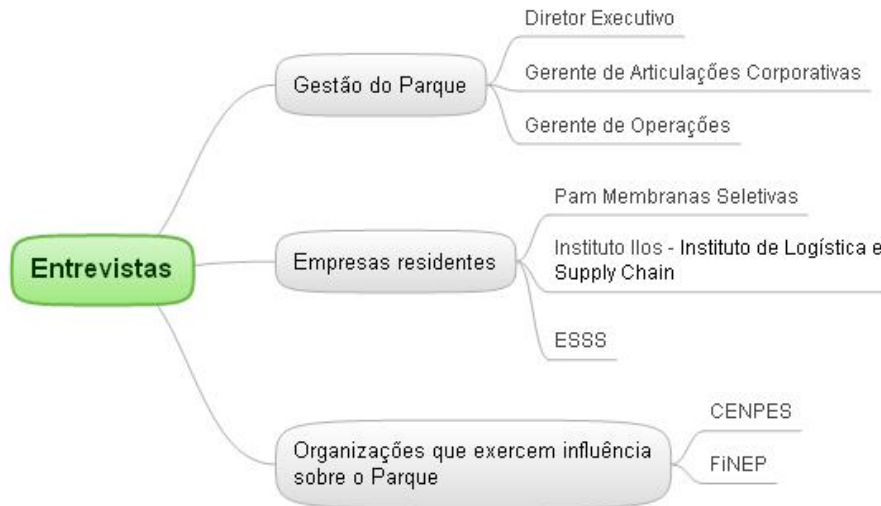 Entrevistas
Gestão do Parque
Diretor Executivo
Gerente de Articulações Corporativas
Gerente de Operações
Empresas residentes
Pam Membranas Seletivas
Instituto Ilos - Instituto de Logística e
Supply Chain
ESSS
Organizações que exercem influência
sobre o Parque
CENPES
FiNEP